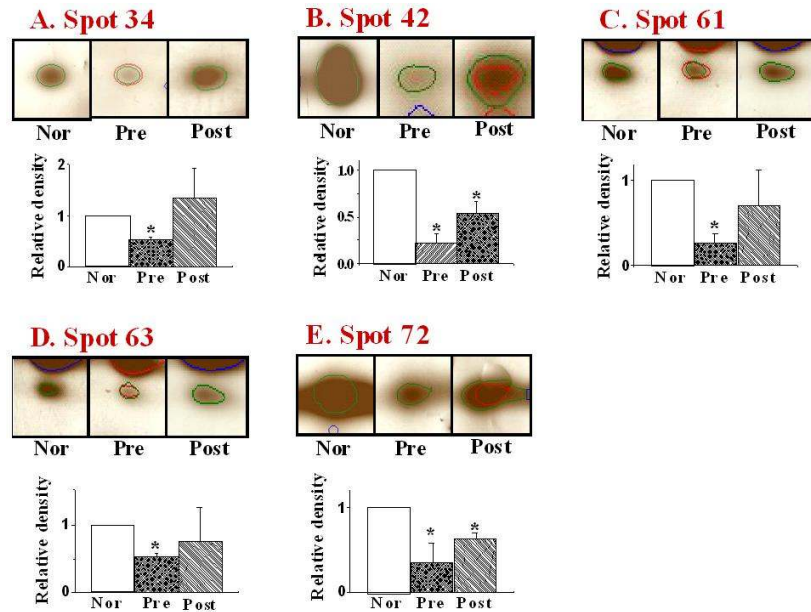 A. Spot 34
Nor Pre Post
Relative density
2
1
0
*
Nor Pre Post
B. Spot 42
Nor Pre Post
Relative density
1.0
0.5
0.0
*
*
Nor Pre Post
C. Spot 61
Nor Pre Post
Relative density
1
0
*
Nor Pre Post
D. Spot 63
Nor Pre Post
Relative density
1
0
*
Nor Pre Post
E. Spot 72
Nor Pre Post
Relative density
1
0
*
*
Nor Pre Post